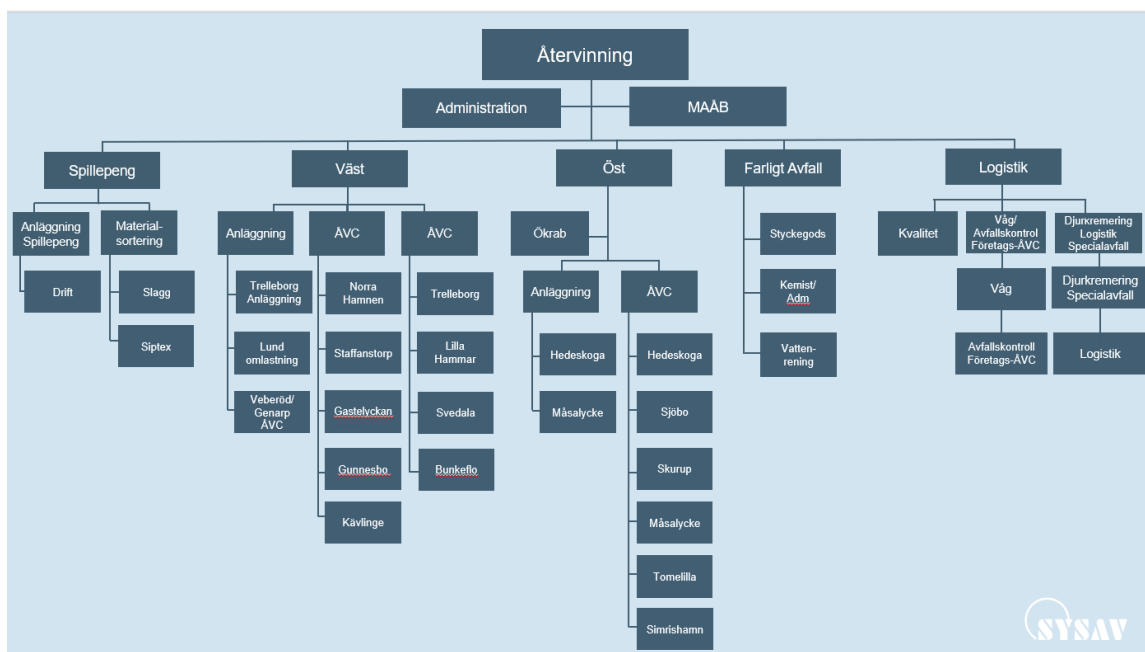 Återvinning
Administration
MAÅB
Spillepeng
Väst
Öst
Farligt Avfall
Logistik
Anläggning
Spillepeng
Material-
sortering
Drift
Slagg
Siptex
Anläggning
ÅVC
ÅVC
Trelleborg
Anläggning
Lund
omlastning
Veberöd/
Genarp
ÅVC
Norra
Hamnen
Staffanstorp
Gastelyckan
Gunnesbo
Kävlinge
Trelleborg
Lilla
Hammar
Svedala
Bunkeflo
Ökrab
Anläggning
ÅVC
Hedeskoga
Måsalycke
Hedeskoga
Sjöbo
Skurup
Måsalycke
Tomelilla
Simrishamn
Styckegods
Kemist/
Adm
Vatten-
rening
Kvalitet
Våg/
Avfallskontrol
Företags-ÅVC
Djurkremering
Logistik
Specialavfall
Våg
Avfallskontroll
Företags-ÅVC
Djurkremering
Specialavfall
Logistik
SYSAV